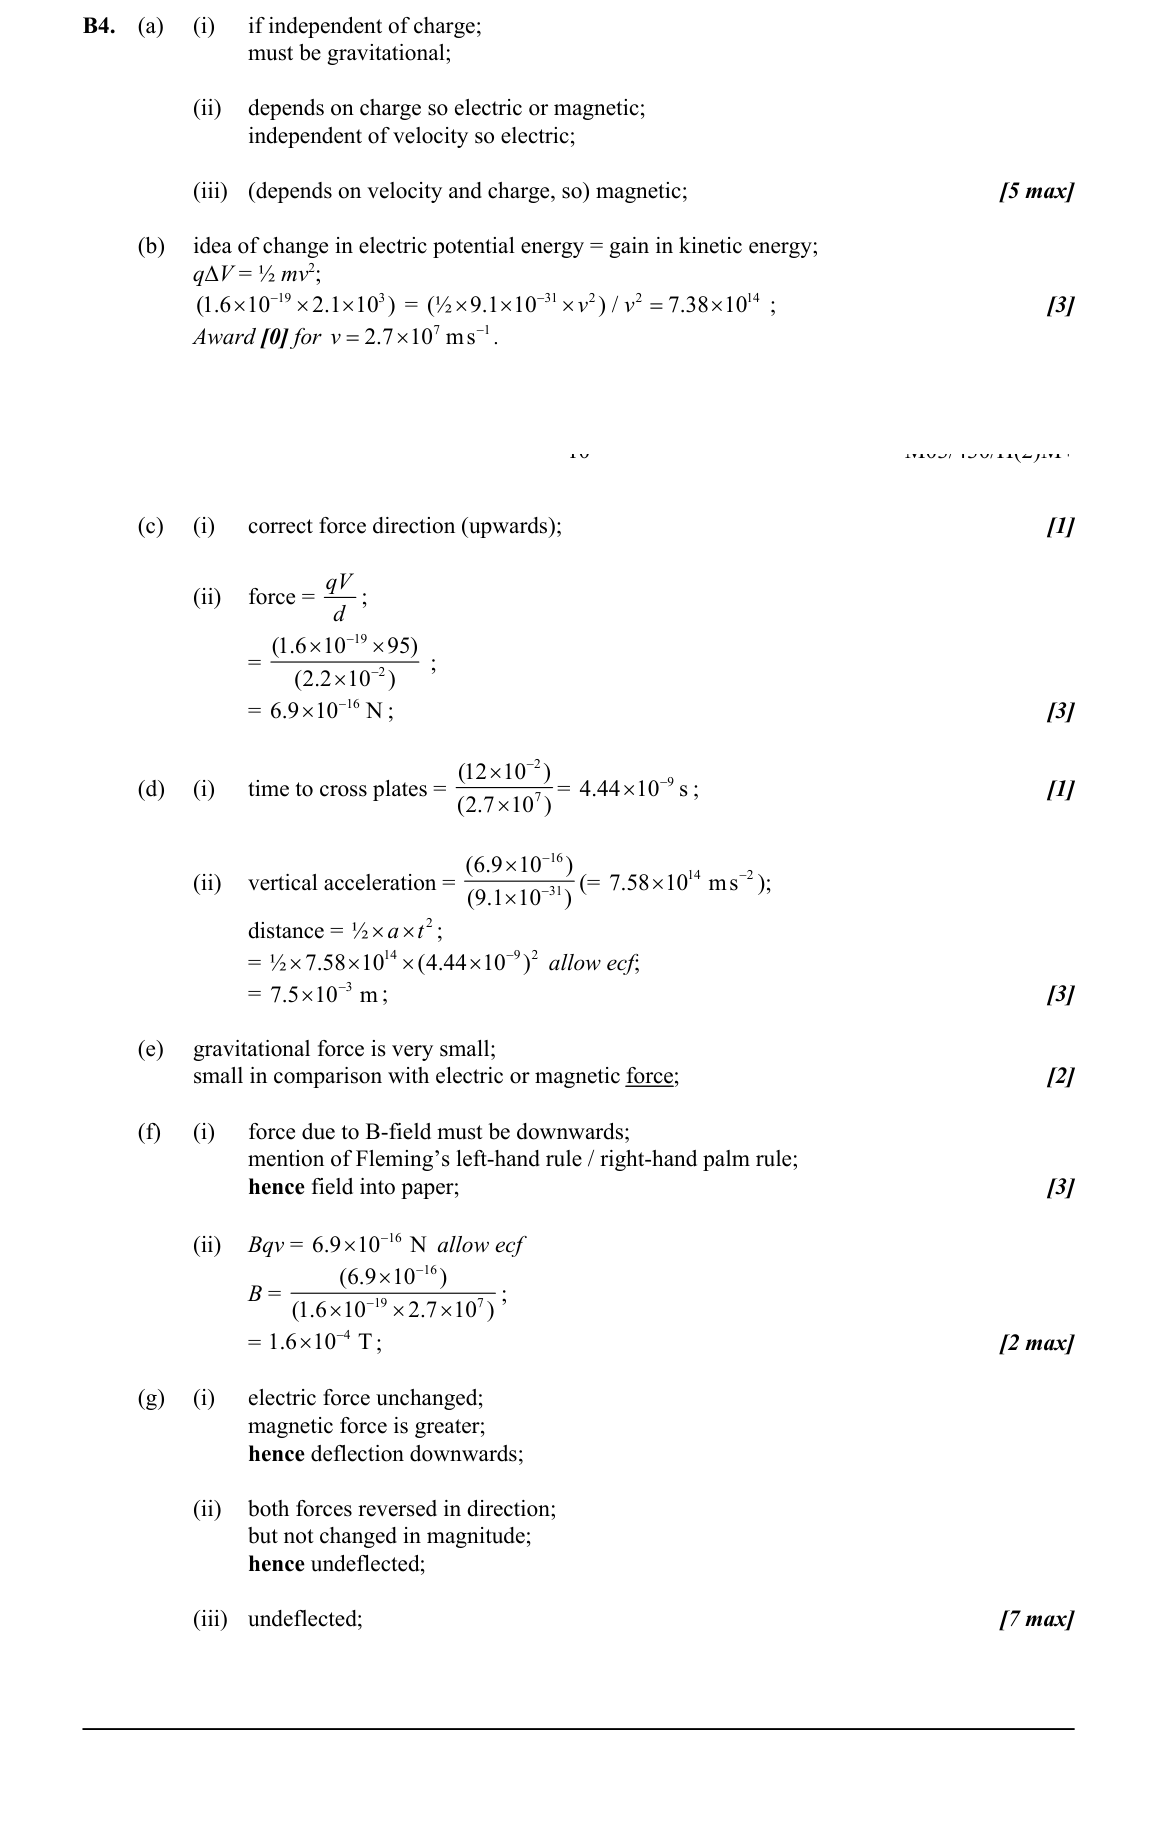 B4. (a) (i) if independent of charge;
must be gravitational;
(ii) depends on charge so electric or magnetic;
independent of velocity so electric;
(iii) (depends on velocity and charge, so) magnetic; [5 max]
(b) idea of change in electric potential energy = gain in kinetic energy;
qΔV = ½ mv²;
(1.6×10⁻¹⁹ ×2.1×10³) = (½×9.1×10⁻³¹ ×v²) / v² = 7.38×10¹⁴ ; [3]
Award [0] for v = 2.7×10⁷ m s⁻¹.
(c) (i) correct force direction (upwards); [1]
(ii) force = qV / d ;
= (1.6×10⁻¹⁹ ×95) / (2.2×10⁻²) ;
= 6.9×10⁻¹⁶ N ; [3]
(d) (i) time to cross plates = (12×10⁻²) / (2.7×10⁷) = 4.44×10⁻⁹ s ; [1]
(ii) vertical acceleration = (6.9×10⁻¹⁶) / (9.1×10⁻³¹) (= 7.58×10¹⁴ m s⁻² );
distance = ½×a×t² ;
= ½×7.58×10¹⁴ ×(4.44×10⁻⁹)² allow ecf;
= 7.5×10⁻³ m ; [3]
(e) gravitational force is very small;
small in comparison with electric or magnetic force; [2]
(f) (i) force due to B-field must be downwards;
mention of Fleming's left-hand rule / right-hand palm rule;
hence field into paper; [3]
(ii) Bqv = 6.9×10⁻¹⁶ N allow ecf
B = (6.9×10⁻¹⁶) / (1.6×10⁻¹⁹ ×2.7×10⁷) ;
= 1.6×10⁻⁴ T ; [2 max]
(g) (i) electric force unchanged;
magnetic force is greater;
hence deflection downwards;
(ii) both forces reversed in direction;
but not changed in magnitude;
hence undeflected;
(iii) undeflected; [7 max]